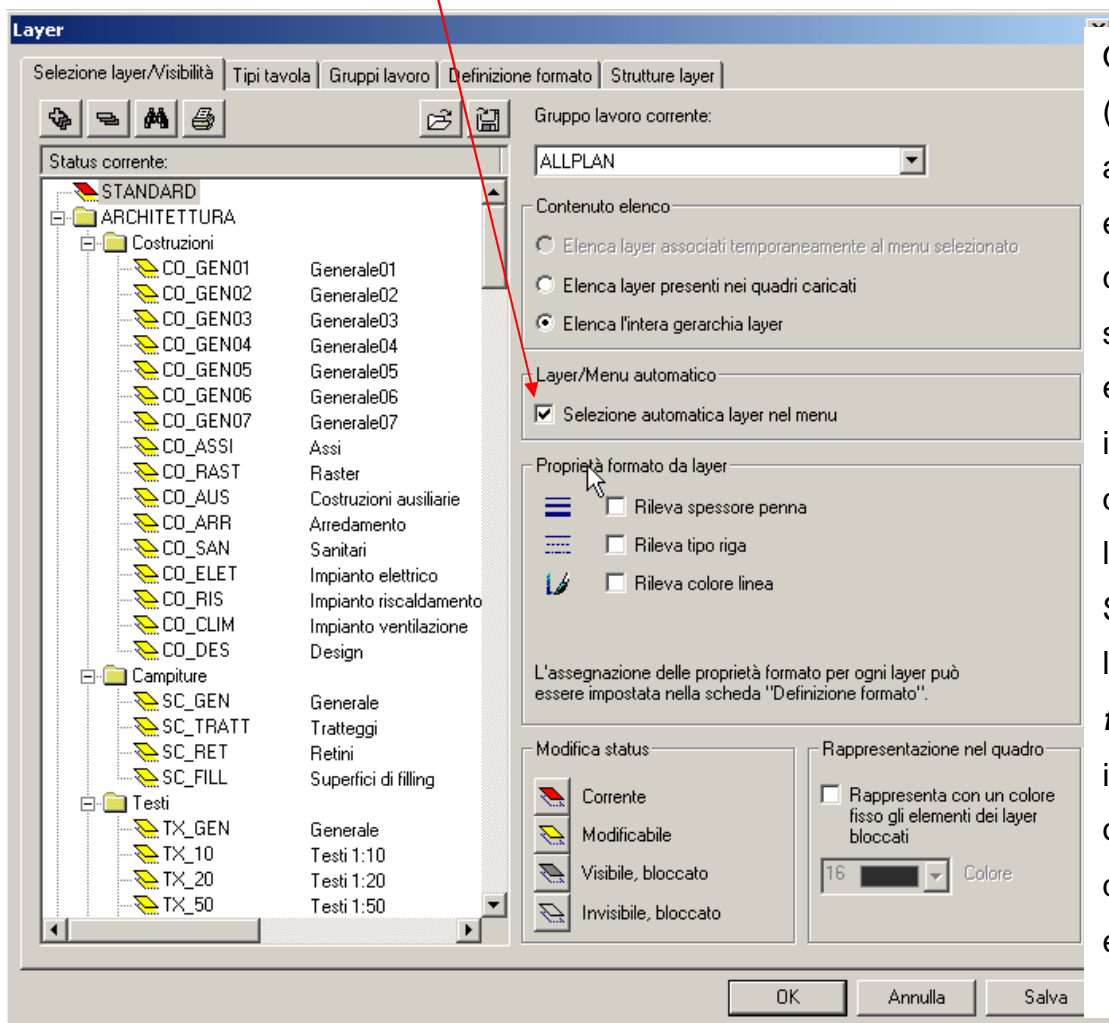 Layer
Selezione layer/Visibilità Tipi tavola Gruppi lavoro Definizione formato Strutture layer
Status corrente:
STANDARD
ARCHITETTURA
Costruzioni
CO_GEN01 Generale01
CO_GEN02 Generale02
CO_GEN03 Generale03
CO_GEN04 Generale04
CO_GEN05 Generale05
CO_GEN06 Generale06
CO_GEN07 Generale07
CO_ASSI Assi
CO_RAST Raster
CO_AUS Costruzioni ausiliarie
CO_ARR Arredamento
CO_SAN Sanitari
CO_ELET Impianto elettrico
CO_RIS Impianto riscaldamento
CO_CLIM Impianto ventilazione
CO_DES Design
Campiture
SC_GEN Generale
SC_TRATT Tratteggi
SC_RET Retini
SC_FILL Superfici di filling
Testi
TX_GEN Generale
TX_10 Testi 1:10
TX_20 Testi 1:20
TX_50 Testi 1:50
Gruppo lavoro corrente:
ALLPLAN
Contenuto elenco
Elenca layer associati temporaneamente al menu selezionato
Elenca layer presenti nei quadri caricati
Elenca l'intera gerarchia layer
Layer/Menu automatico
Selezione automatica layer nel menu
Proprietà formato da layer
Rileva spessore penna
Rileva tipo riga
Rileva colore linea
L'assegnazione delle proprietà formato per ogni layer può
essere impostata nella scheda "Definizione formato".
Modifica status
Corrente
Modificabile
Visibile, bloccato
Invisibile, bloccato
Rappresentazione nel quadro
Rappresenta con un colore
fisso gli elementi dei layer
bloccati
16 Colore
OK Annulla Salva